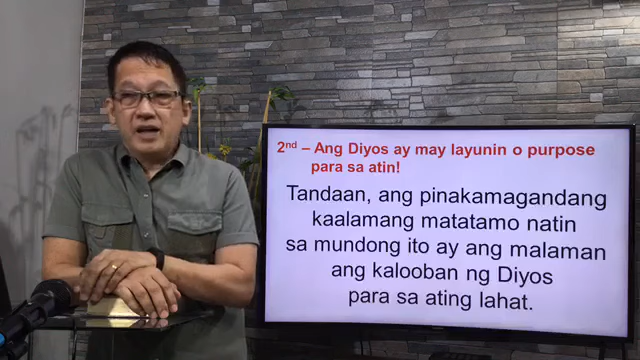 2nd – Ang Diyos ay may layunin o purpose
para sa atin!
Tandaan, ang pinakamagandang
kaalamang matatamo natin
sa mundong ito ay ang malaman
ang kalooban ng Diyos
para sa ating lahat.